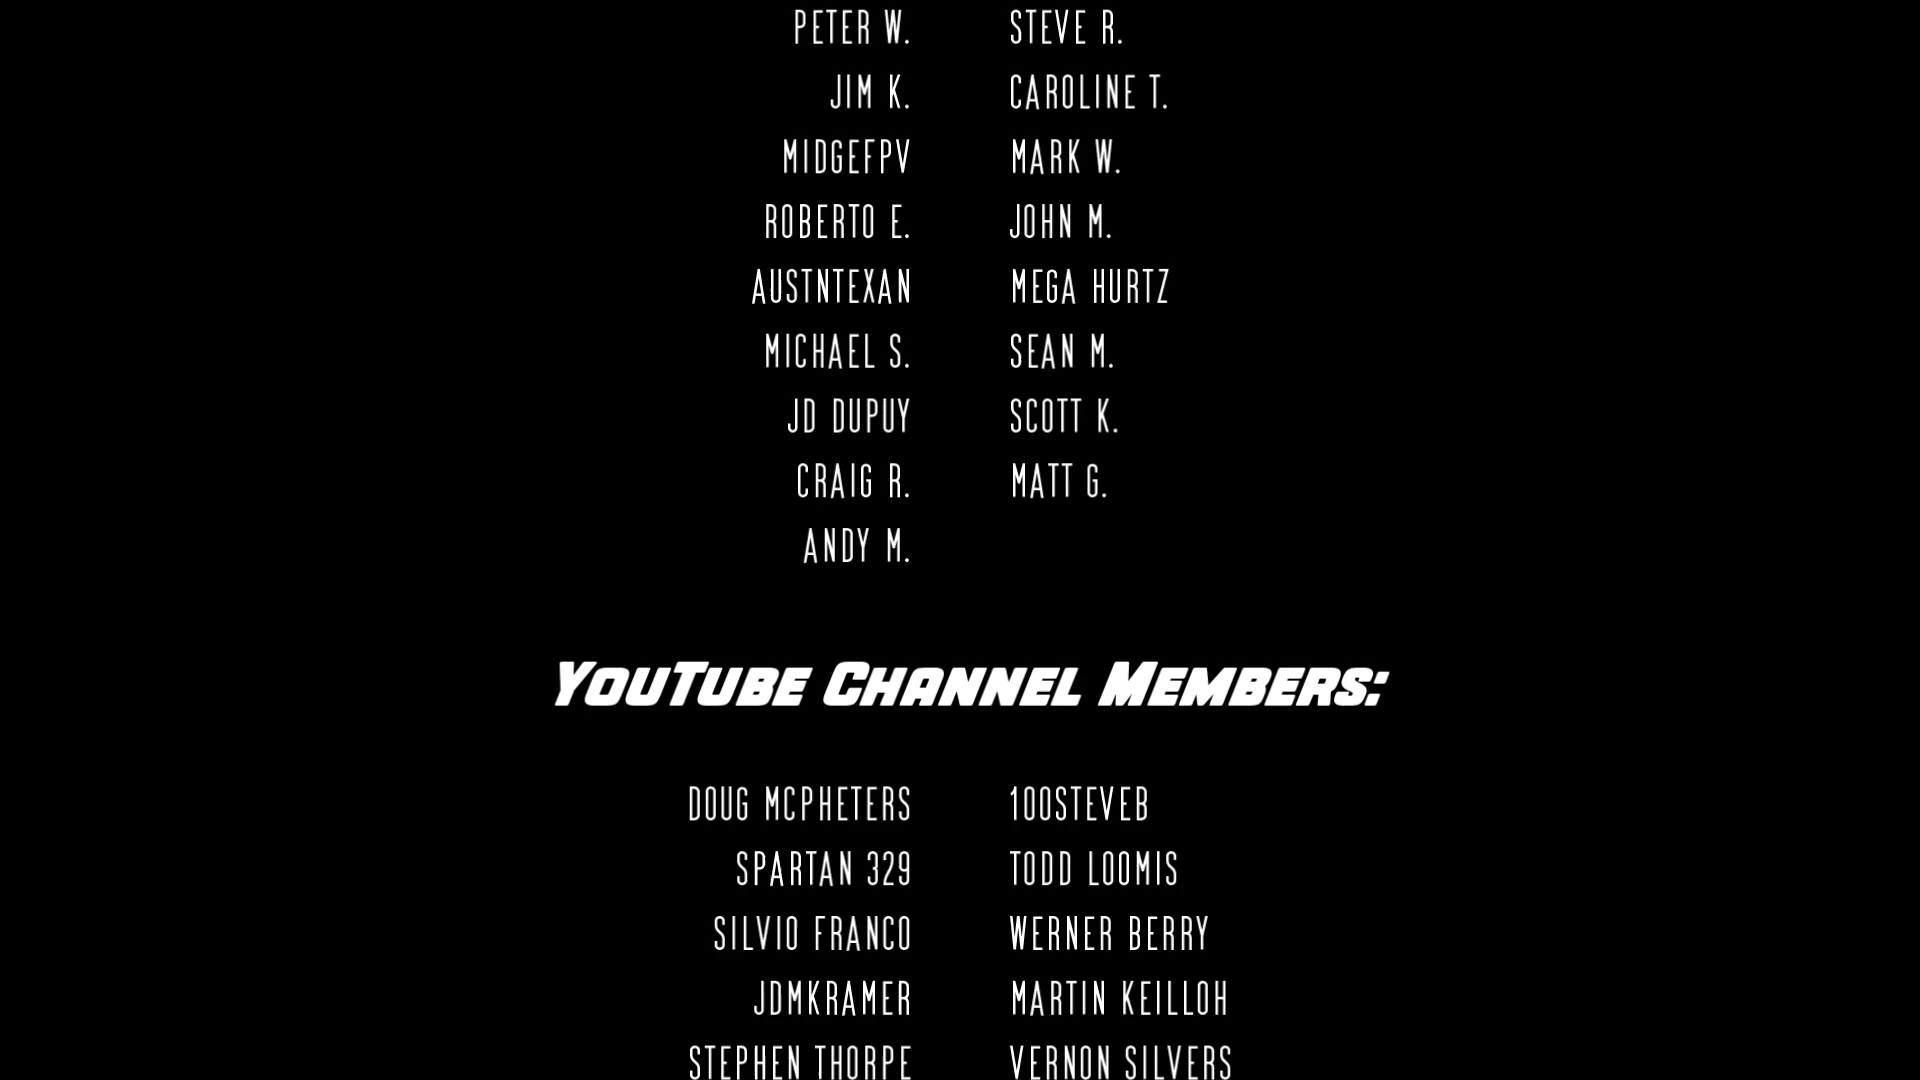 PETER W. STEVE R.
JIM K. CAROLINE T.
MIDGEFPV MARK W.
ROBERTO E. JOHN M.
AUSTNTEXAN MEGA HURTZ
MICHAEL S. SEAN M.
JD DUPUY SCOTT K.
CRAIG R. MATT G.
ANDY M.
YOUTUBE CHANNEL MEMBERS:
DOUG MCPHETERS 100STEVEB
SPARTAN 329 TODD LOOMIS
SILVIO FRANCO WERNER BERRY
JDMKRAMER MARTIN KEILLOH
STEPHEN THORPE VERNON SILVERS